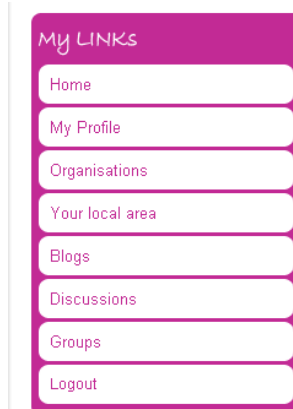 My LINKs
Home
My Profile
Organisations
Your local area
Blogs
Discussions
Groups
Logout